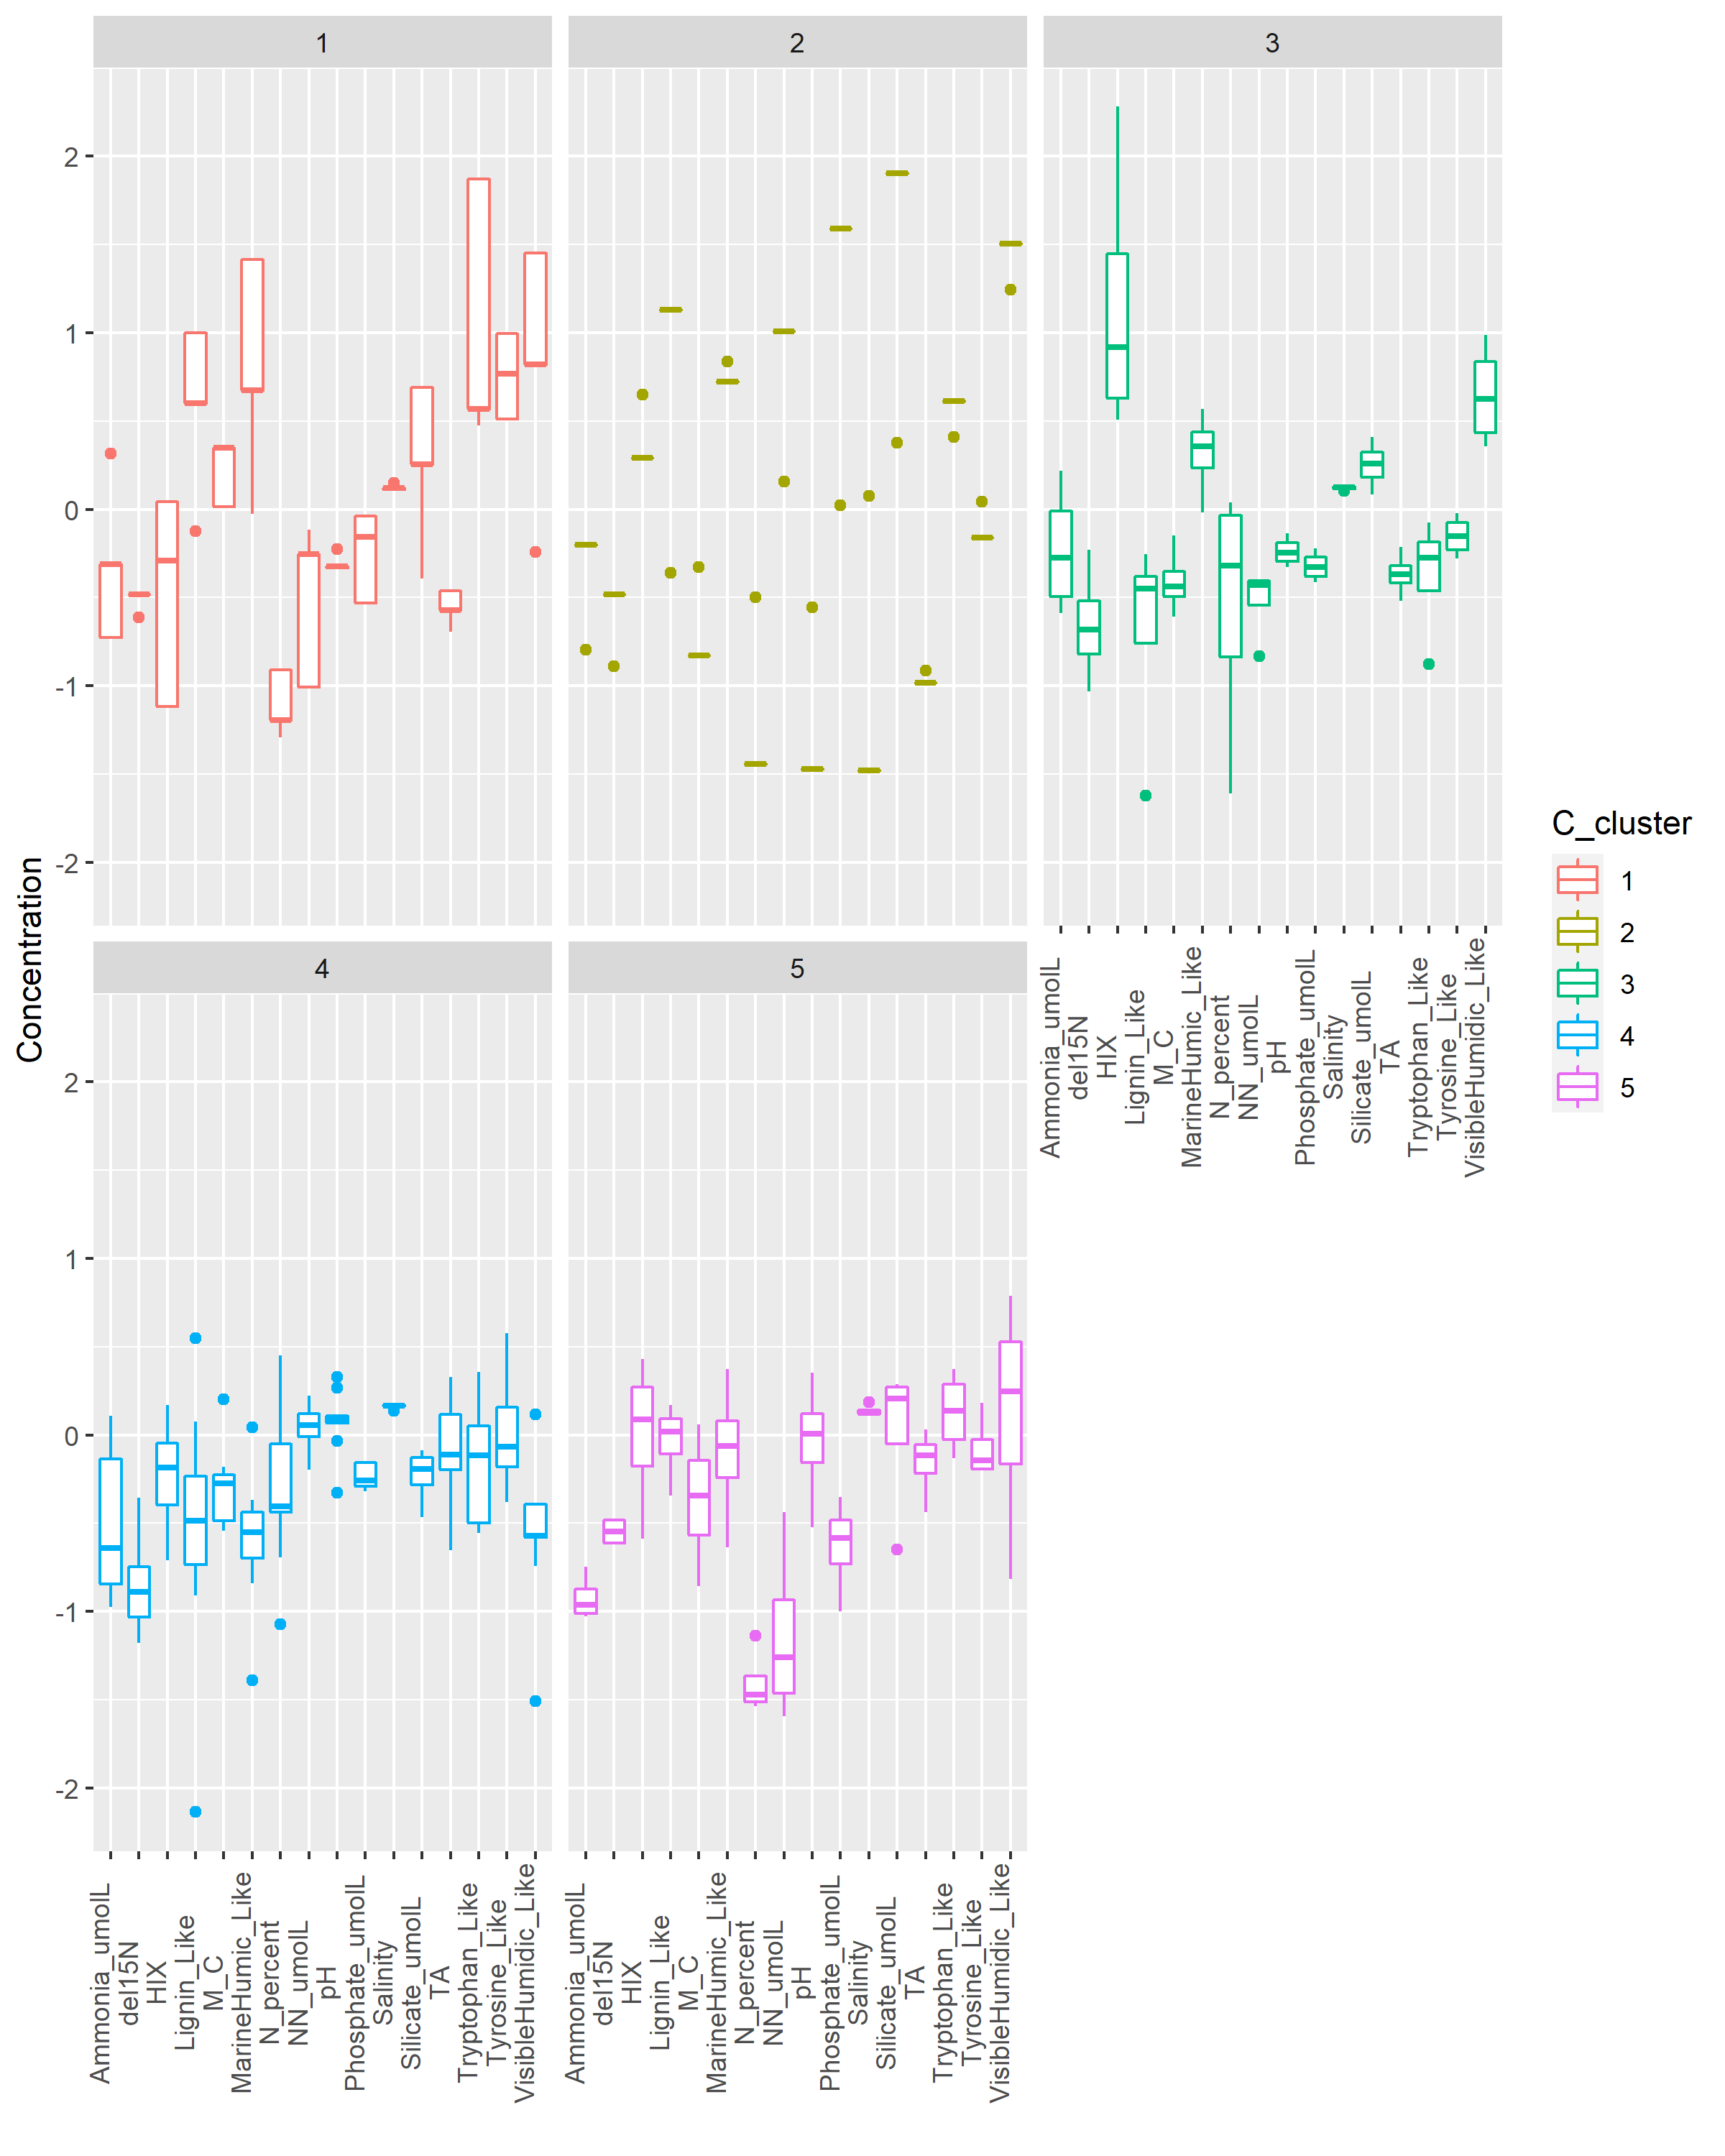 1
2
3
2
1
0
-1
-2
Concentration
Ammonia_umolL
del15N
HIX
Lignin_Like
M_C
MarineHumic_Like
N_percent
NN_umolL
pH
Phosphate_umolL
Salinity
Silicate_umolL
TA
Tryptophan_Like
Tyrosine_Like
VisibleHumidic_Like
C_cluster
1
2
3
4
5
4
5
2
1
0
-1
-2
Ammonia_umolL
del15N
HIX
Lignin_Like
M_C
MarineHumic_Like
N_percent
NN_umolL
pH
Phosphate_umolL
Salinity
Silicate_umolL
TA
Tryptophan_Like
Tyrosine_Like
VisibleHumidic_Like
Ammonia_umolL
del15N
HIX
Lignin_Like
M_C
MarineHumic_Like
N_percent
NN_umolL
pH
Phosphate_umolL
Salinity
Silicate_umolL
TA
Tryptophan_Like
Tyrosine_Like
VisibleHumidic_Like